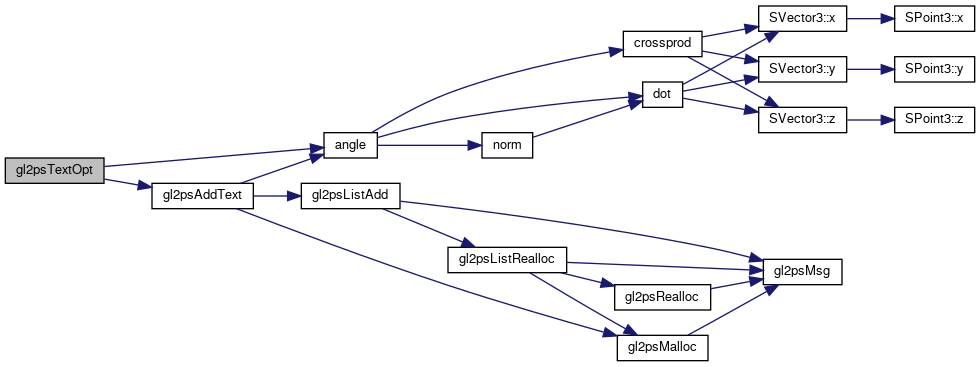 gl2psTextOpt
angle
gl2psAddText
crossprod
dot
norm
SVector3::x
SPoint3::x
SVector3::y
SPoint3::y
SVector3::z
SPoint3::z
gl2psListAdd
gl2psListRealloc
gl2psRealloc
gl2psMalloc
gl2psMsg